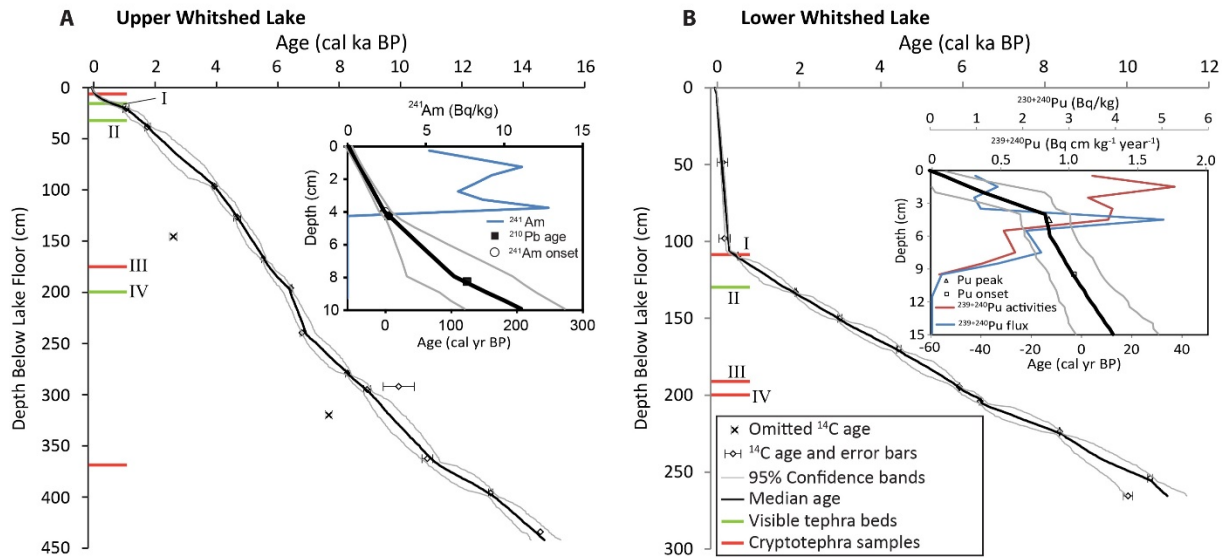 A Upper Whitshed Lake
Age (cal ka BP)
0 2 4 6 8 10 12 14 16
Depth Below Lake Floor (cm)
0
50
100
150
200
250
300
350
400
450
500
I
II
III
IV
241Am (Bq/kg)
0 5 10 15
Depth (cm)
0
2
4
6
8
10
241Am
210Pb age
241Am onset
0 100 200 300
Age (cal yr BP)
B Lower Whitshed Lake
Age (cal ka BP)
0 2 4 6 8 10 12
Depth Below Lake Floor (cm)
0
50
100
150
200
250
300
I
II
III
IV
230+240Pu (Bq/kg)
0 1 2 3 4 5 6
239+240Pu (Bq cm kg-1 year-1)
0 0.5 1.0 1.5 2.0
Depth (cm)
0
3
6
9
12
15
Pu peak
Pu onset
239+240Pu activities
239+240Pu flux
-60 -40 -20 0 20 40
Age (cal yr BP)
Omitted 14C age
14C age and error bars
95% Confidence bands
Median age
Visible tephra beds
Cryptotephra samples